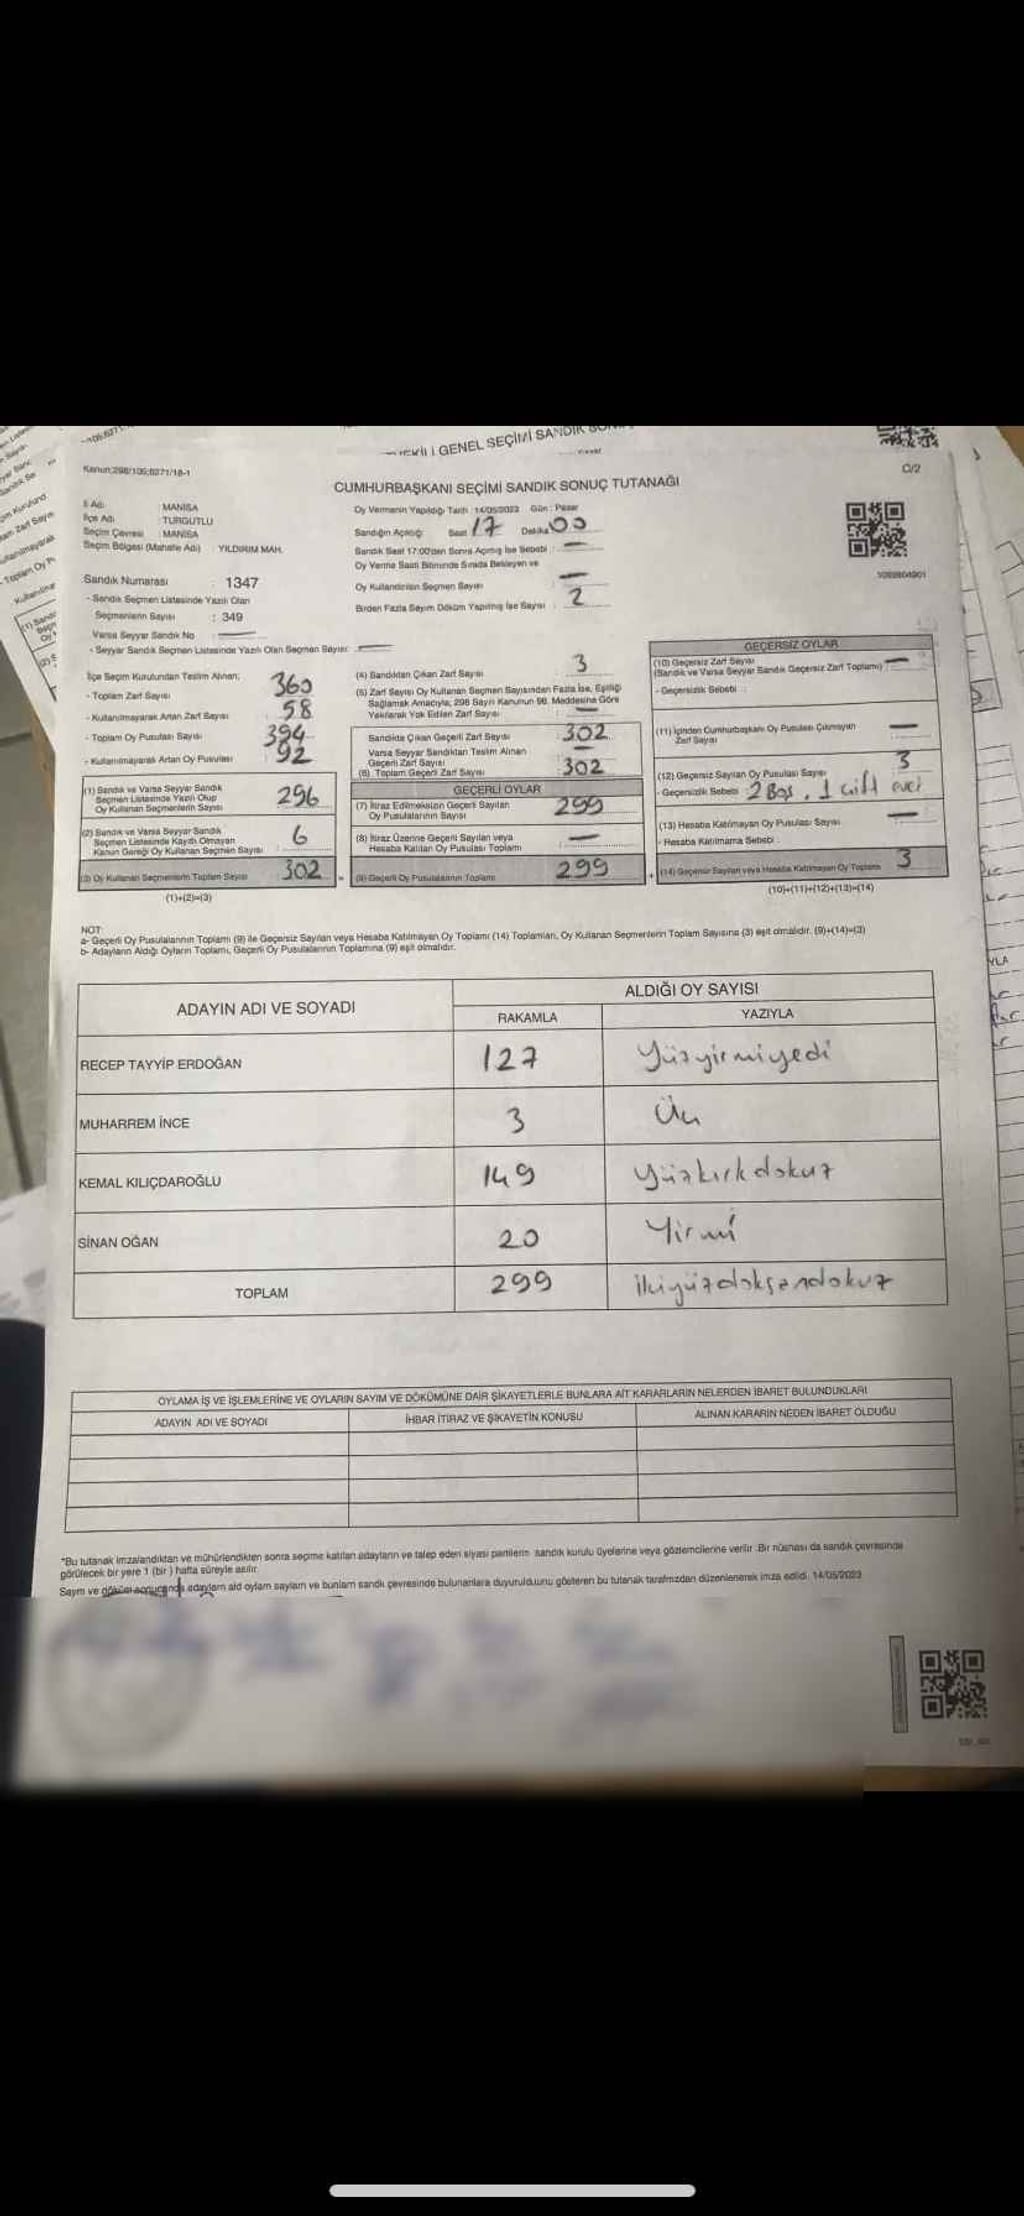 GENEL SEÇİMİ SANDIK
Kanun:298/105;6271/18-1
C/2
CUMHURBAŞKANI SEÇİMİ SANDIK SONUÇ TUTANAĞI
İl Adı : MANİSA
İlçe Adı : TURGUTLU
Seçim Çevresi : MANİSA
Seçim Bölgesi (Mahalle Adı) : YILDIRIM MAH.
Sandık Numarası : 1347
- Sandık Seçmen Listesinde Yazılı Olan
Seçmenlerin Sayısı : 349
Varsa Seyyar Sandık No : —
- Seyyar Sandık Seçmen Listesinde Yazılı Olan Seçmen Sayısı: —
Oy Vermenin Yapıldığı Tarih : 14/05/2023 Gün : Pazar
Sandığın Açılışı: Saat 17 Dakika 00
Sandık Saat 17:00'den Sonra Açılmış İse Sebebi : —
Oy Verme Saati Bitiminde Sırada Bekleyen ve
Oy Kullandırılan Seçmen Sayısı : —
Birden Fazla Sayım Döküm Yapılmış İse Sayısı : 2
İlçe Seçim Kurulundan Teslim Alınan;
- Toplam Zarf Sayısı : 360
- Kullanılmayarak Artan Zarf Sayısı : 58
- Toplam Oy Pusulası Sayısı : 394
- Kullanılmayarak Artan Oy Pusulası : 92
(1) Sandık ve Varsa Seyyar Sandık
Seçmen Listesinde Yazılı Olup
Oy Kullanan Seçmenlerin Sayısı : 296
(2) Sandık ve Varsa Seyyar Sandık
Seçmen Listesinde Kayıtlı Olmayan
Kanun Gereği Oy Kullanan Seçmen Sayısı : 6
(3) Oy Kullanan Seçmenlerin Toplam Sayısı : 302
(1)+(2)=(3)
(4) Sandıktan Çıkan Zarf Sayısı : 3
(5) Zarf Sayısı Oy Kullanan Seçmen Sayısından Fazla İse, Eşitliği
Sağlamak Amacıyla; 298 Sayılı Kanunun 98. Maddesine Göre
Yakılarak Yok Edilen Zarf Sayısı : —
Sandıkta Çıkan Geçerli Zarf Sayısı : 302
Varsa Seyyar Sandıktan Teslim Alınan
Geçerli Zarf Sayısı : —
(6) Toplam Geçerli Zarf Sayısı : 302
GEÇERLİ OYLAR
(7) İtiraz Edilmeksizin Geçerli Sayılan
Oy Pusulalarının Sayısı : 299
(8) İtiraz Üzerine Geçerli Sayılan veya
Hesaba Katılan Oy Pusulası Toplamı : —
(9) Geçerli Oy Pusulalarının Toplamı : 299
GEÇERSİZ OYLAR
(10) Geçersiz Zarf Sayısı
(Sandık ve Varsa Seyyar Sandık Geçersiz Zarf Toplamı) —
- Geçersizlik Sebebi :
(11) İçinden Cumhurbaşkanı Oy Pusulası Çıkmayan
Zarf Sayısı : —
(12) Geçersiz Sayılan Oy Pusulası Sayısı : 3
- Geçersizlik Sebebi : 2 Boş, 1 çift evet
(13) Hesaba Katılmayan Oy Pusulası Sayısı : —
- Hesaba Katılmama Sebebi :
(14) Geçersiz Sayılan veya Hesaba Katılmayan Oy Toplamı : 3
(10)+(11)+(12)+(13)=(14)
NOT:
a- Geçerli Oy Pusulalarının Toplamı (9) ile Geçersiz Sayılan veya Hesaba Katılmayan Oy Toplamı (14) Toplamları, Oy Kullanan Seçmenlerin Toplam Sayısına (3) eşit olmalıdır. (9)+(14)=(3)
b- Adayların Aldığı Oyların Toplamı, Geçerli Oy Pusulalarının Toplamına (9) eşit olmalıdır.
ADAYIN ADI VE SOYADI
ALDIĞI OY SAYISI
RAKAMLA YAZIYLA
RECEP TAYYİP ERDOĞAN 127 Yüzyirmiyedi
MUHARREM İNCE 3 Üç
KEMAL KILIÇDAROĞLU 149 Yüzkırkdokuz
SİNAN OĞAN 20 Yirmi
TOPLAM 299 İkiyüzdoksandokuz
OYLAMA İŞ VE İŞLEMLERİNE VE OYLARIN SAYIM VE DÖKÜMÜNE DAİR ŞİKAYETLERLE BUNLARA AİT KARARLARIN NELERDEN İBARET BULUNDUKLARI
ADAYIN ADI VE SOYADI İHBAR İTİRAZ VE ŞİKAYETİN KONUSU ALINAN KARARIN NEDEN İBARET OLDUĞU
*Bu tutanak imzalandıktan ve mühürlendikten sonra seçime katılan adayların ve talep eden siyasi partilerin sandık kurulu üyelerine veya gözlemcilerine verilir. Bir nüshası da sandık çevresinde
görülecek bir yere 1 (bir) hafta süreyle asılır.
Sayım ve döküm sonucunda adayların aldığı oyların sayıları ve bunların sandık çevresinde bulunanlara duyurulduğunu gösteren bu tutanak tarafımızdan düzenlenerek imza edildi. 14/05/2023